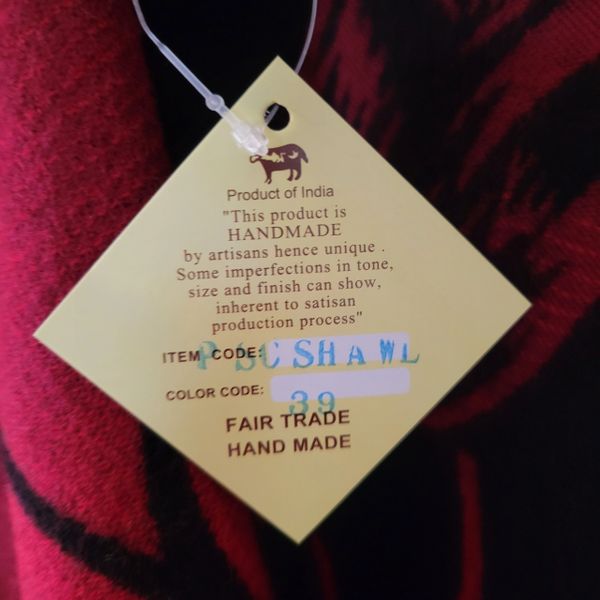 Product of India
"This product is
HANDMADE
by artisans hence unique .
Some imperfections in tone,
size and finish can show,
inherent to satisan
production process"
ITEM CODE: P SC SHAWL
COLOR CODE:
39
FAIR TRADE
HAND MADE